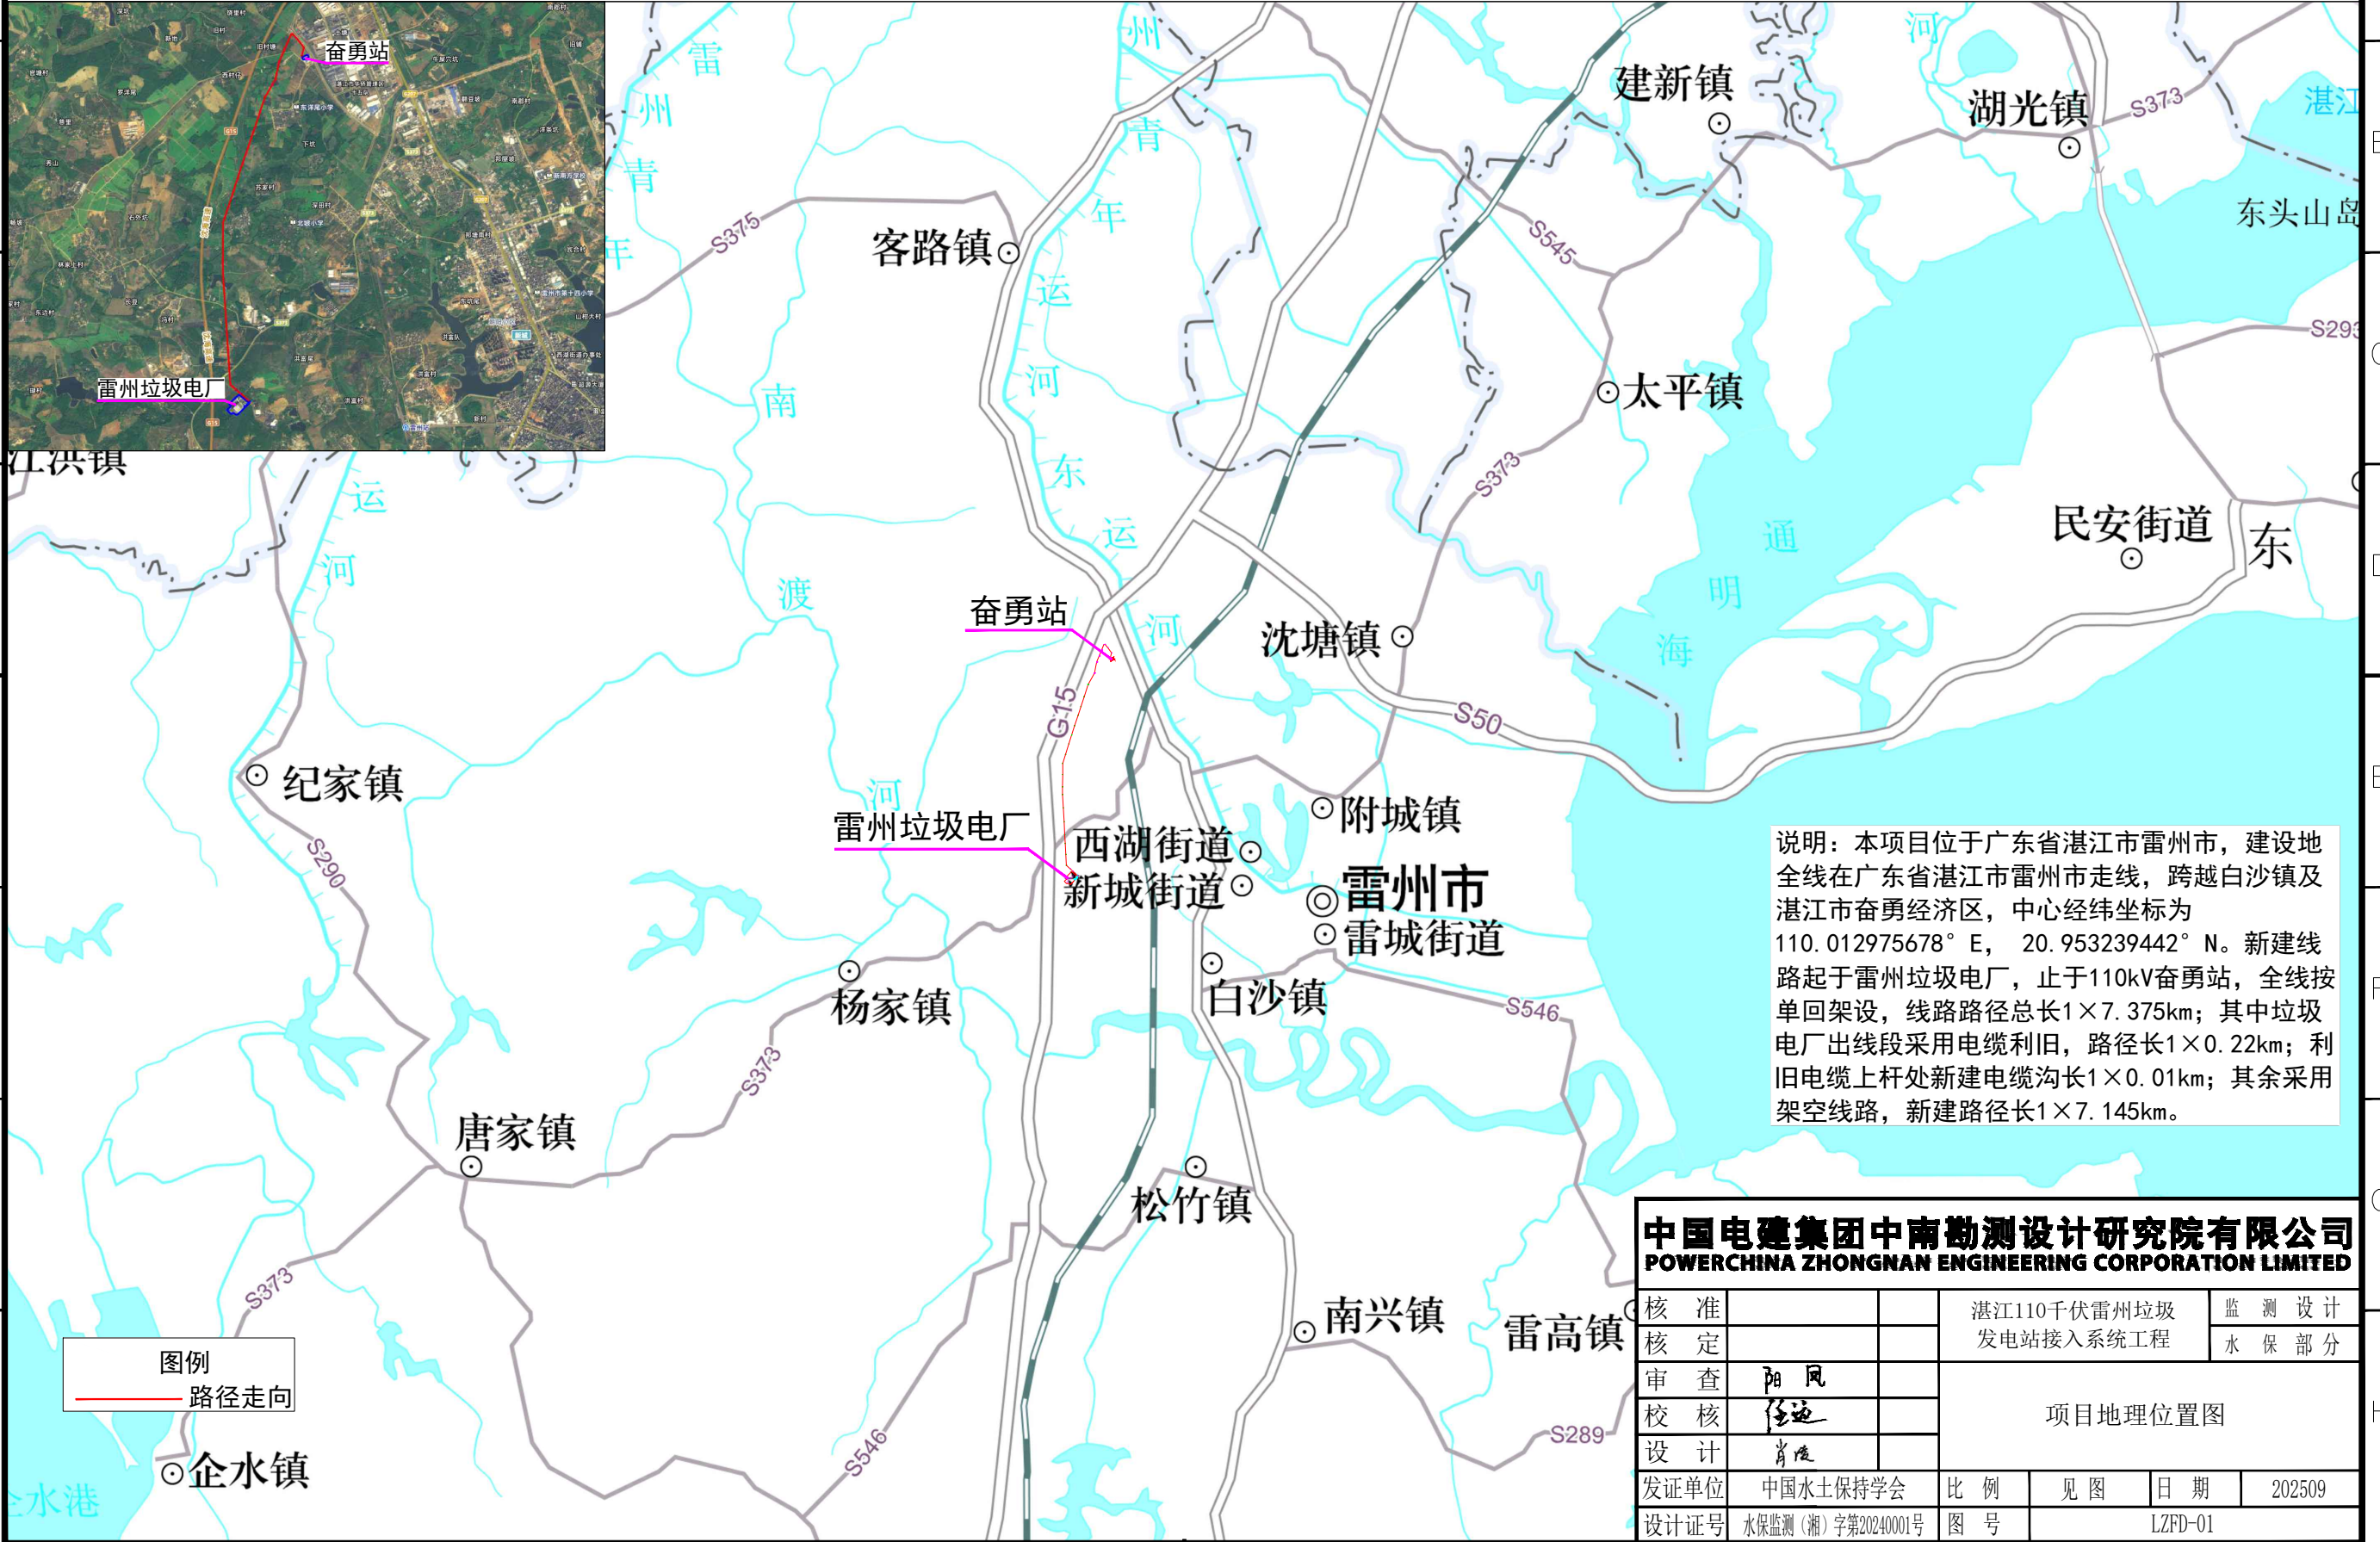 奋勇站
雷州垃圾电厂
雷
州
青
年
运
河
州
青
年
运
河
东
运
河
建新镇
河
湖光镇
S373
湛江
东头山岛
S375
客路镇
S545
S293
太平镇
南
渡
河
江洪镇
S373
通
明
海
民安街道
东
奋勇站
沈塘镇
G15
S50
纪家镇
雷州垃圾电厂
附城镇
西湖街道
新城街道
雷州市
雷城街道
S290
杨家镇
白沙镇
S546
S373
唐家镇
松竹镇
S373
南兴镇
雷高镇
S546
S289
企水镇
企水港
图例
路径走向
说明：本项目位于广东省湛江市雷州市，建设地
全线在广东省湛江市雷州市走线，跨越白沙镇及
湛江市奋勇经济区，中心经纬坐标为
110.012975678°E， 20.953239442°N。新建线
路起于雷州垃圾电厂，止于110kV奋勇站，全线按
单回架设，线路路径总长1×7.375km；其中垃圾
电厂出线段采用电缆利旧，路径长1×0.22km；利
旧电缆上杆处新建电缆沟长1×0.01km；其余采用
架空线路，新建路径长1×7.145km。
中国电建集团中南勘测设计研究院有限公司
POWERCHINA ZHONGNAN ENGINEERING CORPORATION LIMITED
核 准
核 定
审 查 阳凤
校 核
设 计
湛江110千伏雷州垃圾
发电站接入系统工程
监 测 设 计
水 保 部 分
项目地理位置图
发证单位 中国水土保持学会 比 例 见 图 日 期 202509
设计证号 水保监测（湘）字第20240001号 图 号 LZFD-01